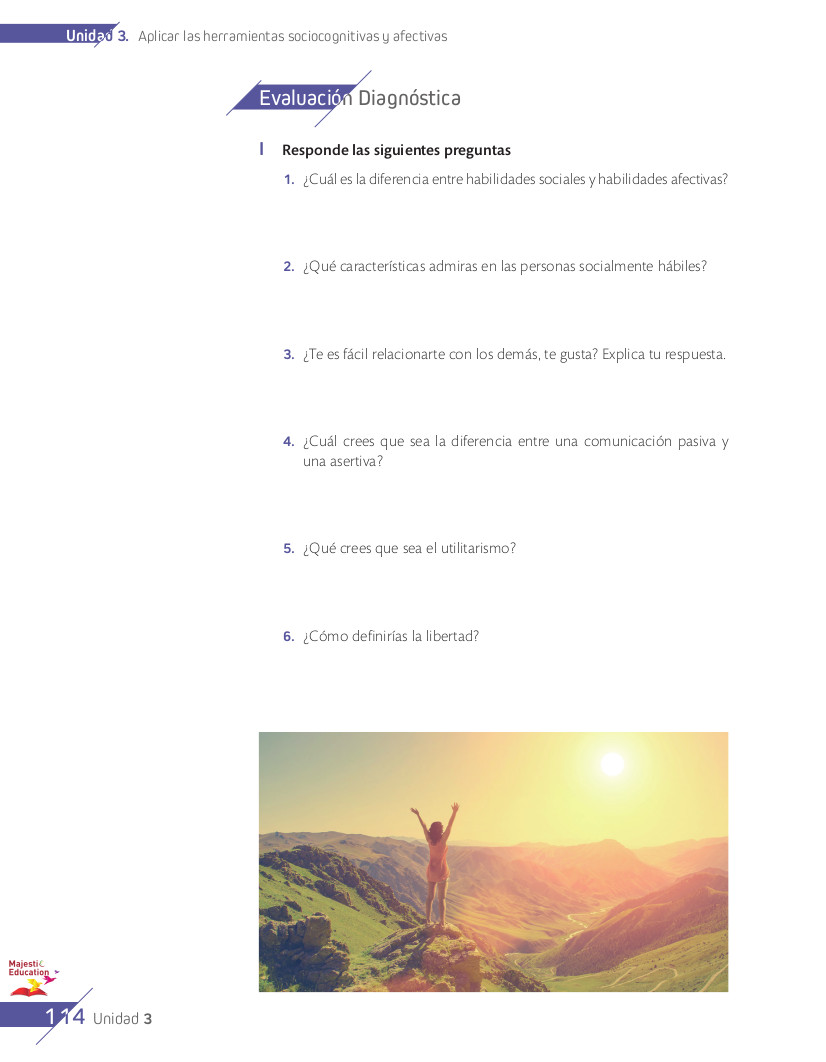 Unidad 3. Aplicar las herramientas sociocognitivas y afectivas
Evaluación Diagnóstica
I Responde las siguientes preguntas
1. ¿Cuál es la diferencia entre habilidades sociales y habilidades afectivas?
2. ¿Qué características admiras en las personas socialmente hábiles?
3. ¿Te es fácil relacionarte con los demás, te gusta? Explica tu respuesta.
4. ¿Cuál crees que sea la diferencia entre una comunicación pasiva y
una asertiva?
5. ¿Qué crees que sea el utilitarismo?
6. ¿Cómo definirías la libertad?
Majestic
Education
114 Unidad 3